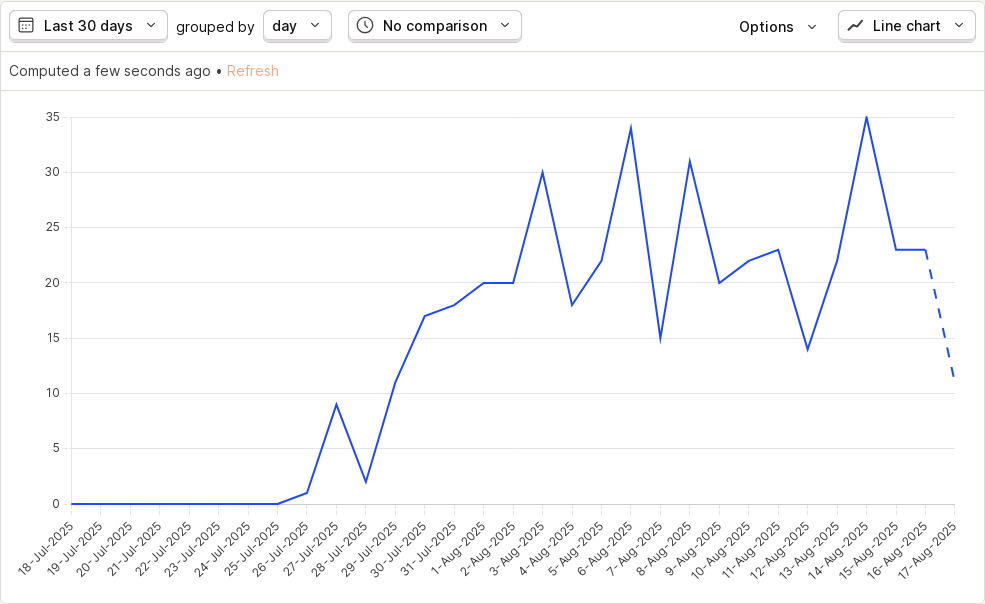 Last 30 days grouped by day No comparison Options Line chart
Computed a few seconds ago • Refresh
35
30
25
20
15
10
5
0
18-Jul-2025
19-Jul-2025
20-Jul-2025
21-Jul-2025
22-Jul-2025
23-Jul-2025
24-Jul-2025
25-Jul-2025
26-Jul-2025
27-Jul-2025
28-Jul-2025
29-Jul-2025
30-Jul-2025
31-Jul-2025
1-Aug-2025
2-Aug-2025
3-Aug-2025
4-Aug-2025
5-Aug-2025
6-Aug-2025
7-Aug-2025
8-Aug-2025
9-Aug-2025
10-Aug-2025
11-Aug-2025
12-Aug-2025
13-Aug-2025
14-Aug-2025
15-Aug-2025
16-Aug-2025
17-Aug-2025